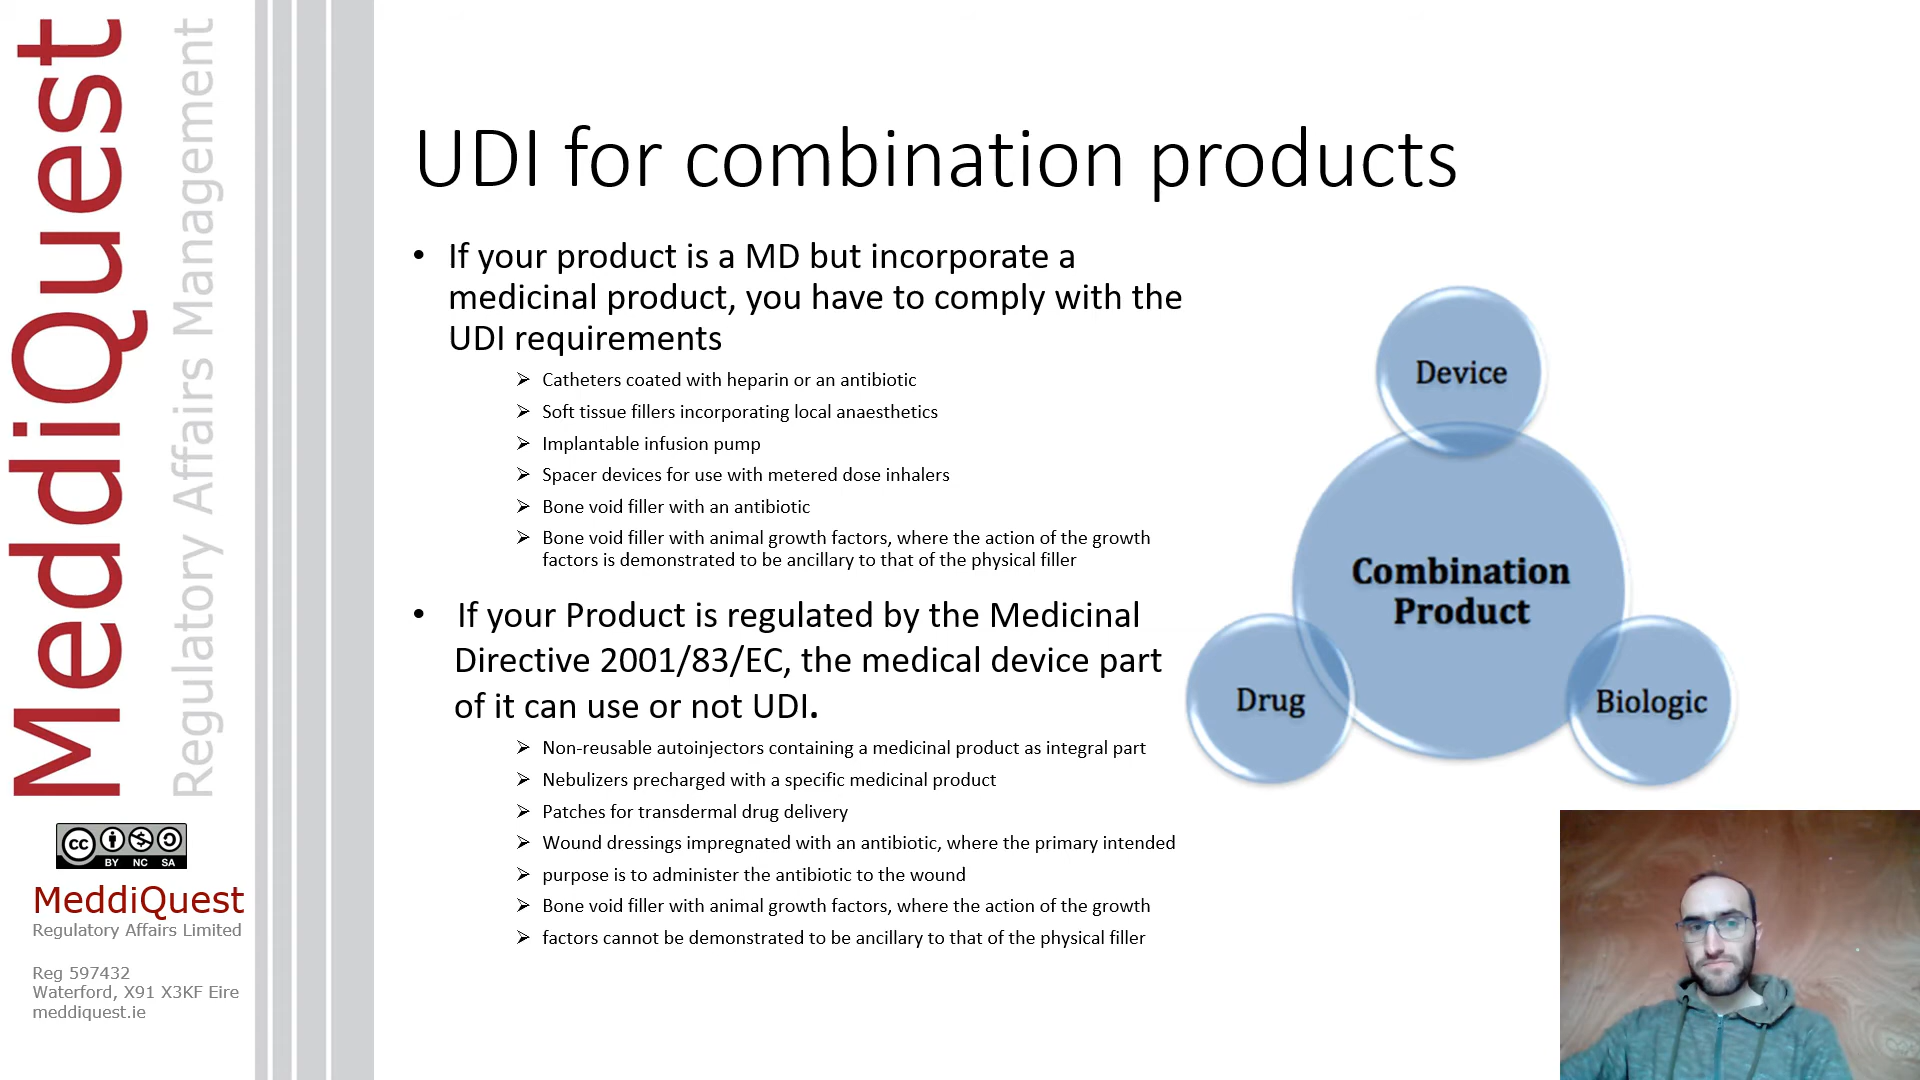 MeddiQuest
Regulatory Affairs Management
UDI for combination products
• If your product is a MD but incorporate a
medicinal product, you have to comply with the
UDI requirements
➢ Catheters coated with heparin or an antibiotic
➢ Soft tissue fillers incorporating local anaesthetics
➢ Implantable infusion pump
➢ Spacer devices for use with metered dose inhalers
➢ Bone void filler with an antibiotic
➢ Bone void filler with animal growth factors, where the action of the growth
factors is demonstrated to be ancillary to that of the physical filler
• If your Product is regulated by the Medicinal
Directive 2001/83/EC, the medical device part
of it can use or not UDI.
➢ Non-reusable autoinjectors containing a medicinal product as integral part
➢ Nebulizers precharged with a specific medicinal product
➢ Patches for transdermal drug delivery
➢ Wound dressings impregnated with an antibiotic, where the primary intended
➢ purpose is to administer the antibiotic to the wound
➢ Bone void filler with animal growth factors, where the action of the growth
➢ factors cannot be demonstrated to be ancillary to that of the physical filler
Device
Combination
Product
Drug
Biologic
cc
BY NC SA
MeddiQuest
Regulatory Affairs Limited
Reg 597432
Waterford, X91 X3KF Eire
meddiquest.ie